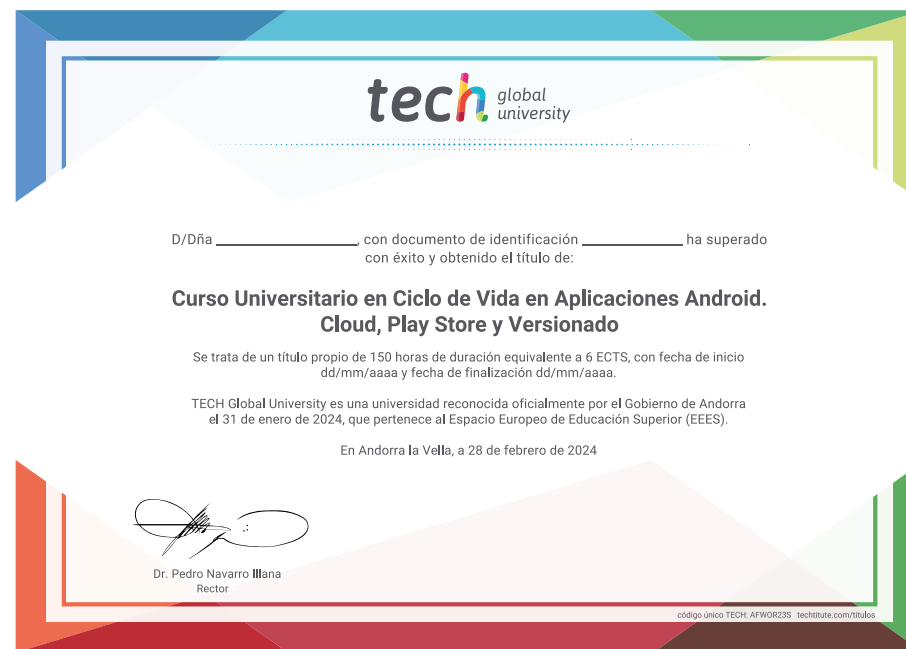 tech global university
D/Dña ________________, con documento de identificación ____________ ha superado
con éxito y obtenido el título de:
Curso Universitario en Ciclo de Vida en Aplicaciones Android.
Cloud, Play Store y Versionado
Se trata de un título propio de 150 horas de duración equivalente a 6 ECTS, con fecha de inicio
dd/mm/aaaa y fecha de finalización dd/mm/aaaa.
TECH Global University es una universidad reconocida oficialmente por el Gobierno de Andorra
el 31 de enero de 2024, que pertenece al Espacio Europeo de Educación Superior (EEES).
En Andorra la Vella, a 28 de febrero de 2024
Dr. Pedro Navarro Illana
Rector
código único TECH: AFWOR23S techtitute.com/titulos